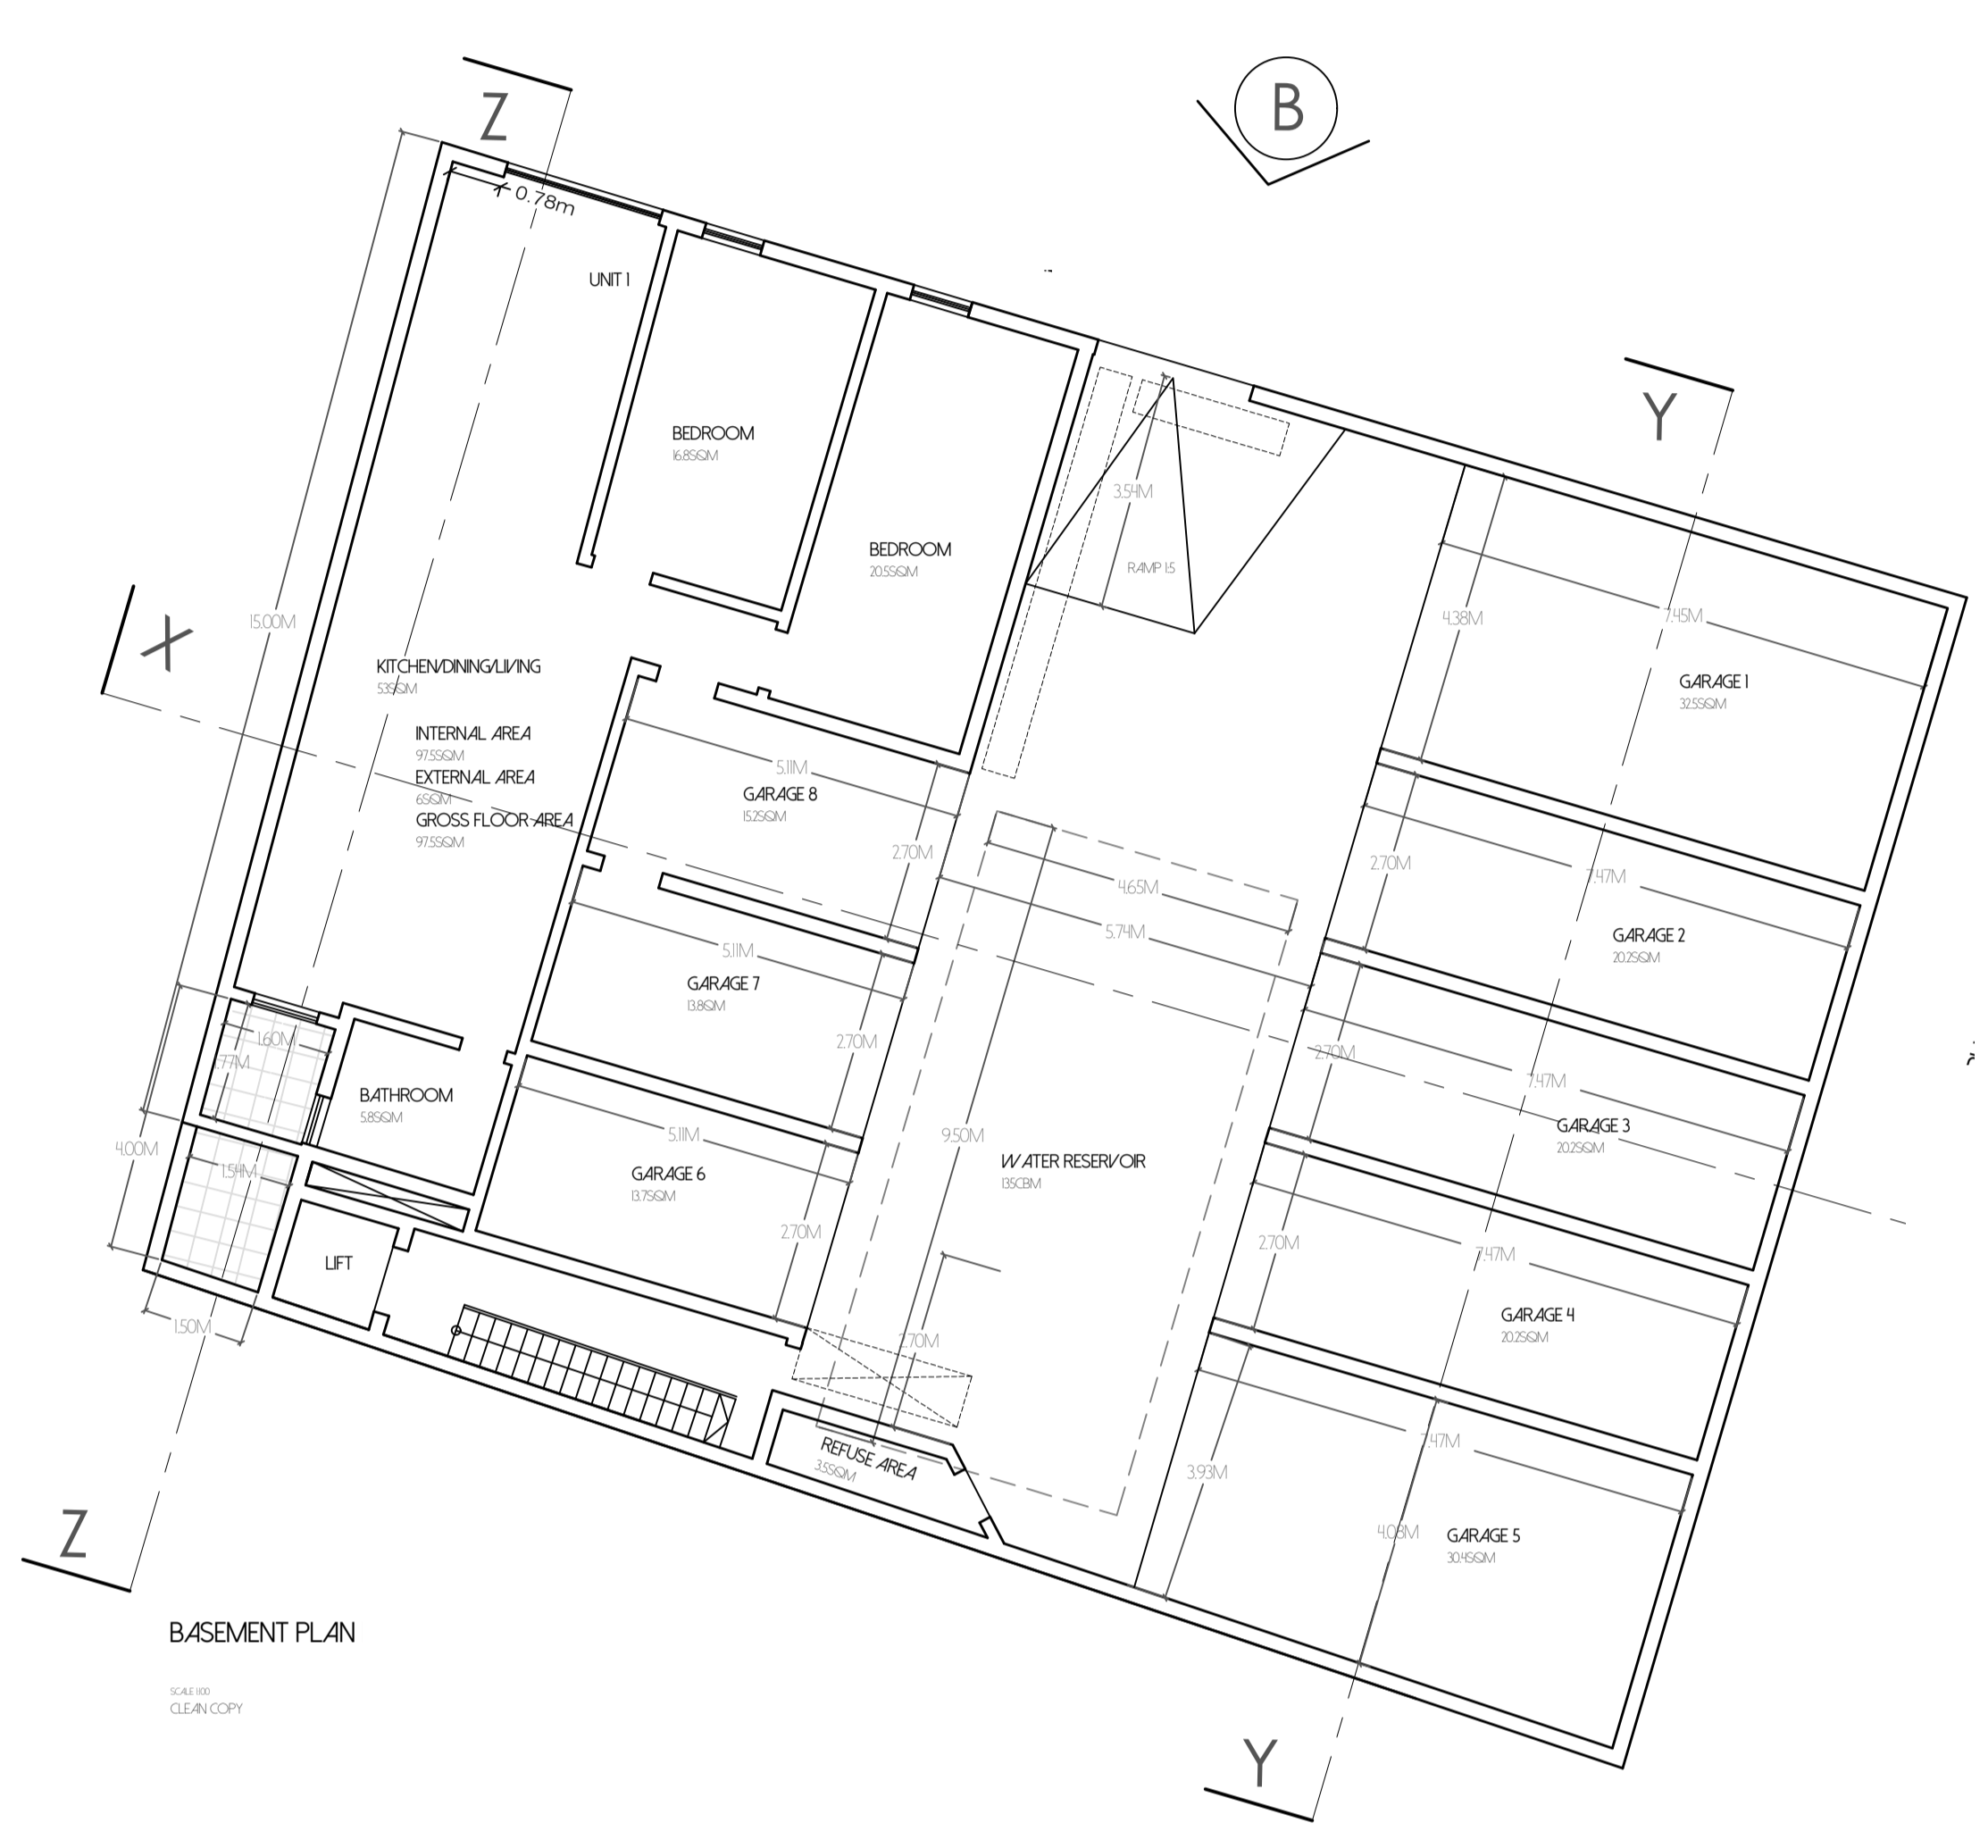 Z
B
0.78m
UNIT 1
Y
BEDROOM
16.8SQM
3.54M
BEDROOM
20.5SQM
RAMP 1:5
15.00M
4.38M
7.45M
X
KITCHEN/DINING/LIVING
53SQM
GARAGE 1
32.5SQM
INTERNAL AREA
97.5SQM
EXTERNAL AREA
6SQM
GROSS FLOOR AREA
97.5SQM
5.11M
GARAGE 8
15.2SQM
2.70M
4.65M
5.74M
2.70M
7.47M
GARAGE 2
20.2SQM
5.11M
GARAGE 7
13.8SQM
2.70M
2.70M
7.47M
GARAGE 3
20.2SQM
1.60M
1.77M
BATHROOM
5.8SQM
4.00M
1.54M
5.11M
GARAGE 6
13.7SQM
2.70M
9.50M
WATER RESERVOIR
135CBM
2.70M
7.47M
GARAGE 4
20.2SQM
LIFT
1.50M
2.70M
REFUSE AREA
3.5SQM
7.47M
3.93M
4.08M
GARAGE 5
30.4SQM
Z
BASEMENT PLAN
SCALE 1:100
CLEAN COPY
Y